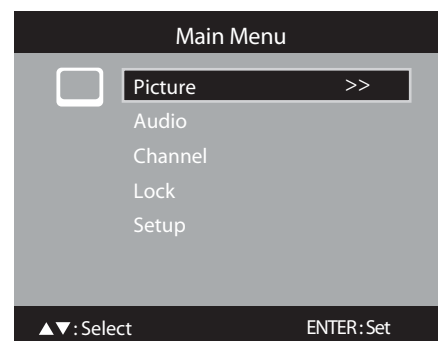 Main Menu
Picture >>
Audio
Channel
Lock
Setup
▲▼: Select ENTER: Set